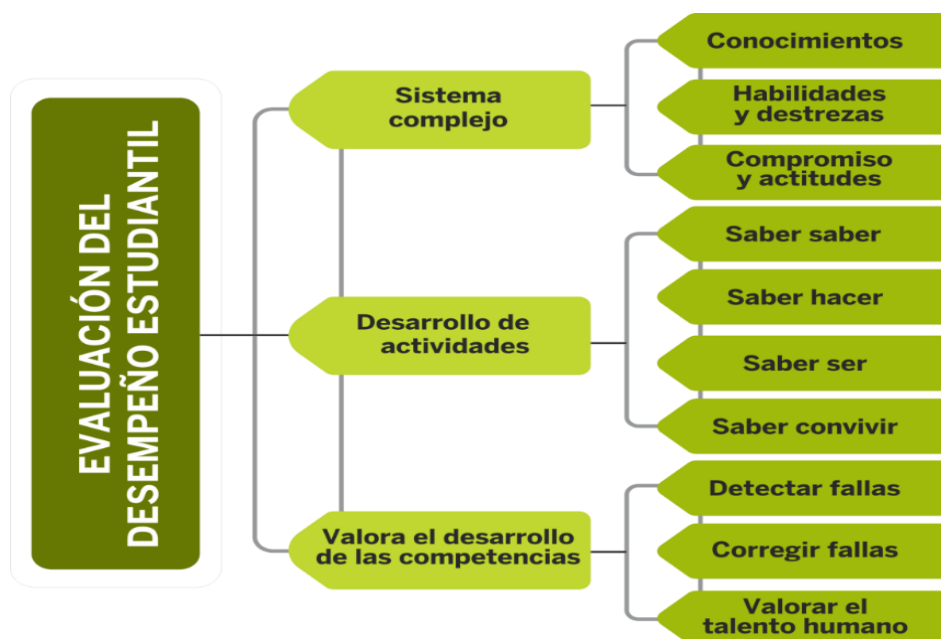 EVALUACIÓN DEL
DESEMPEÑO ESTUDIANTIL
Sistema
complejo
Conocimientos
Habilidades
y destrezas
Compromiso
y actitudes
Desarrollo de
actividades
Saber saber
Saber hacer
Saber ser
Saber convivir
Valora el desarrollo
de las competencias
Detectar fallas
Corregir fallas
Valorar el
talento humano